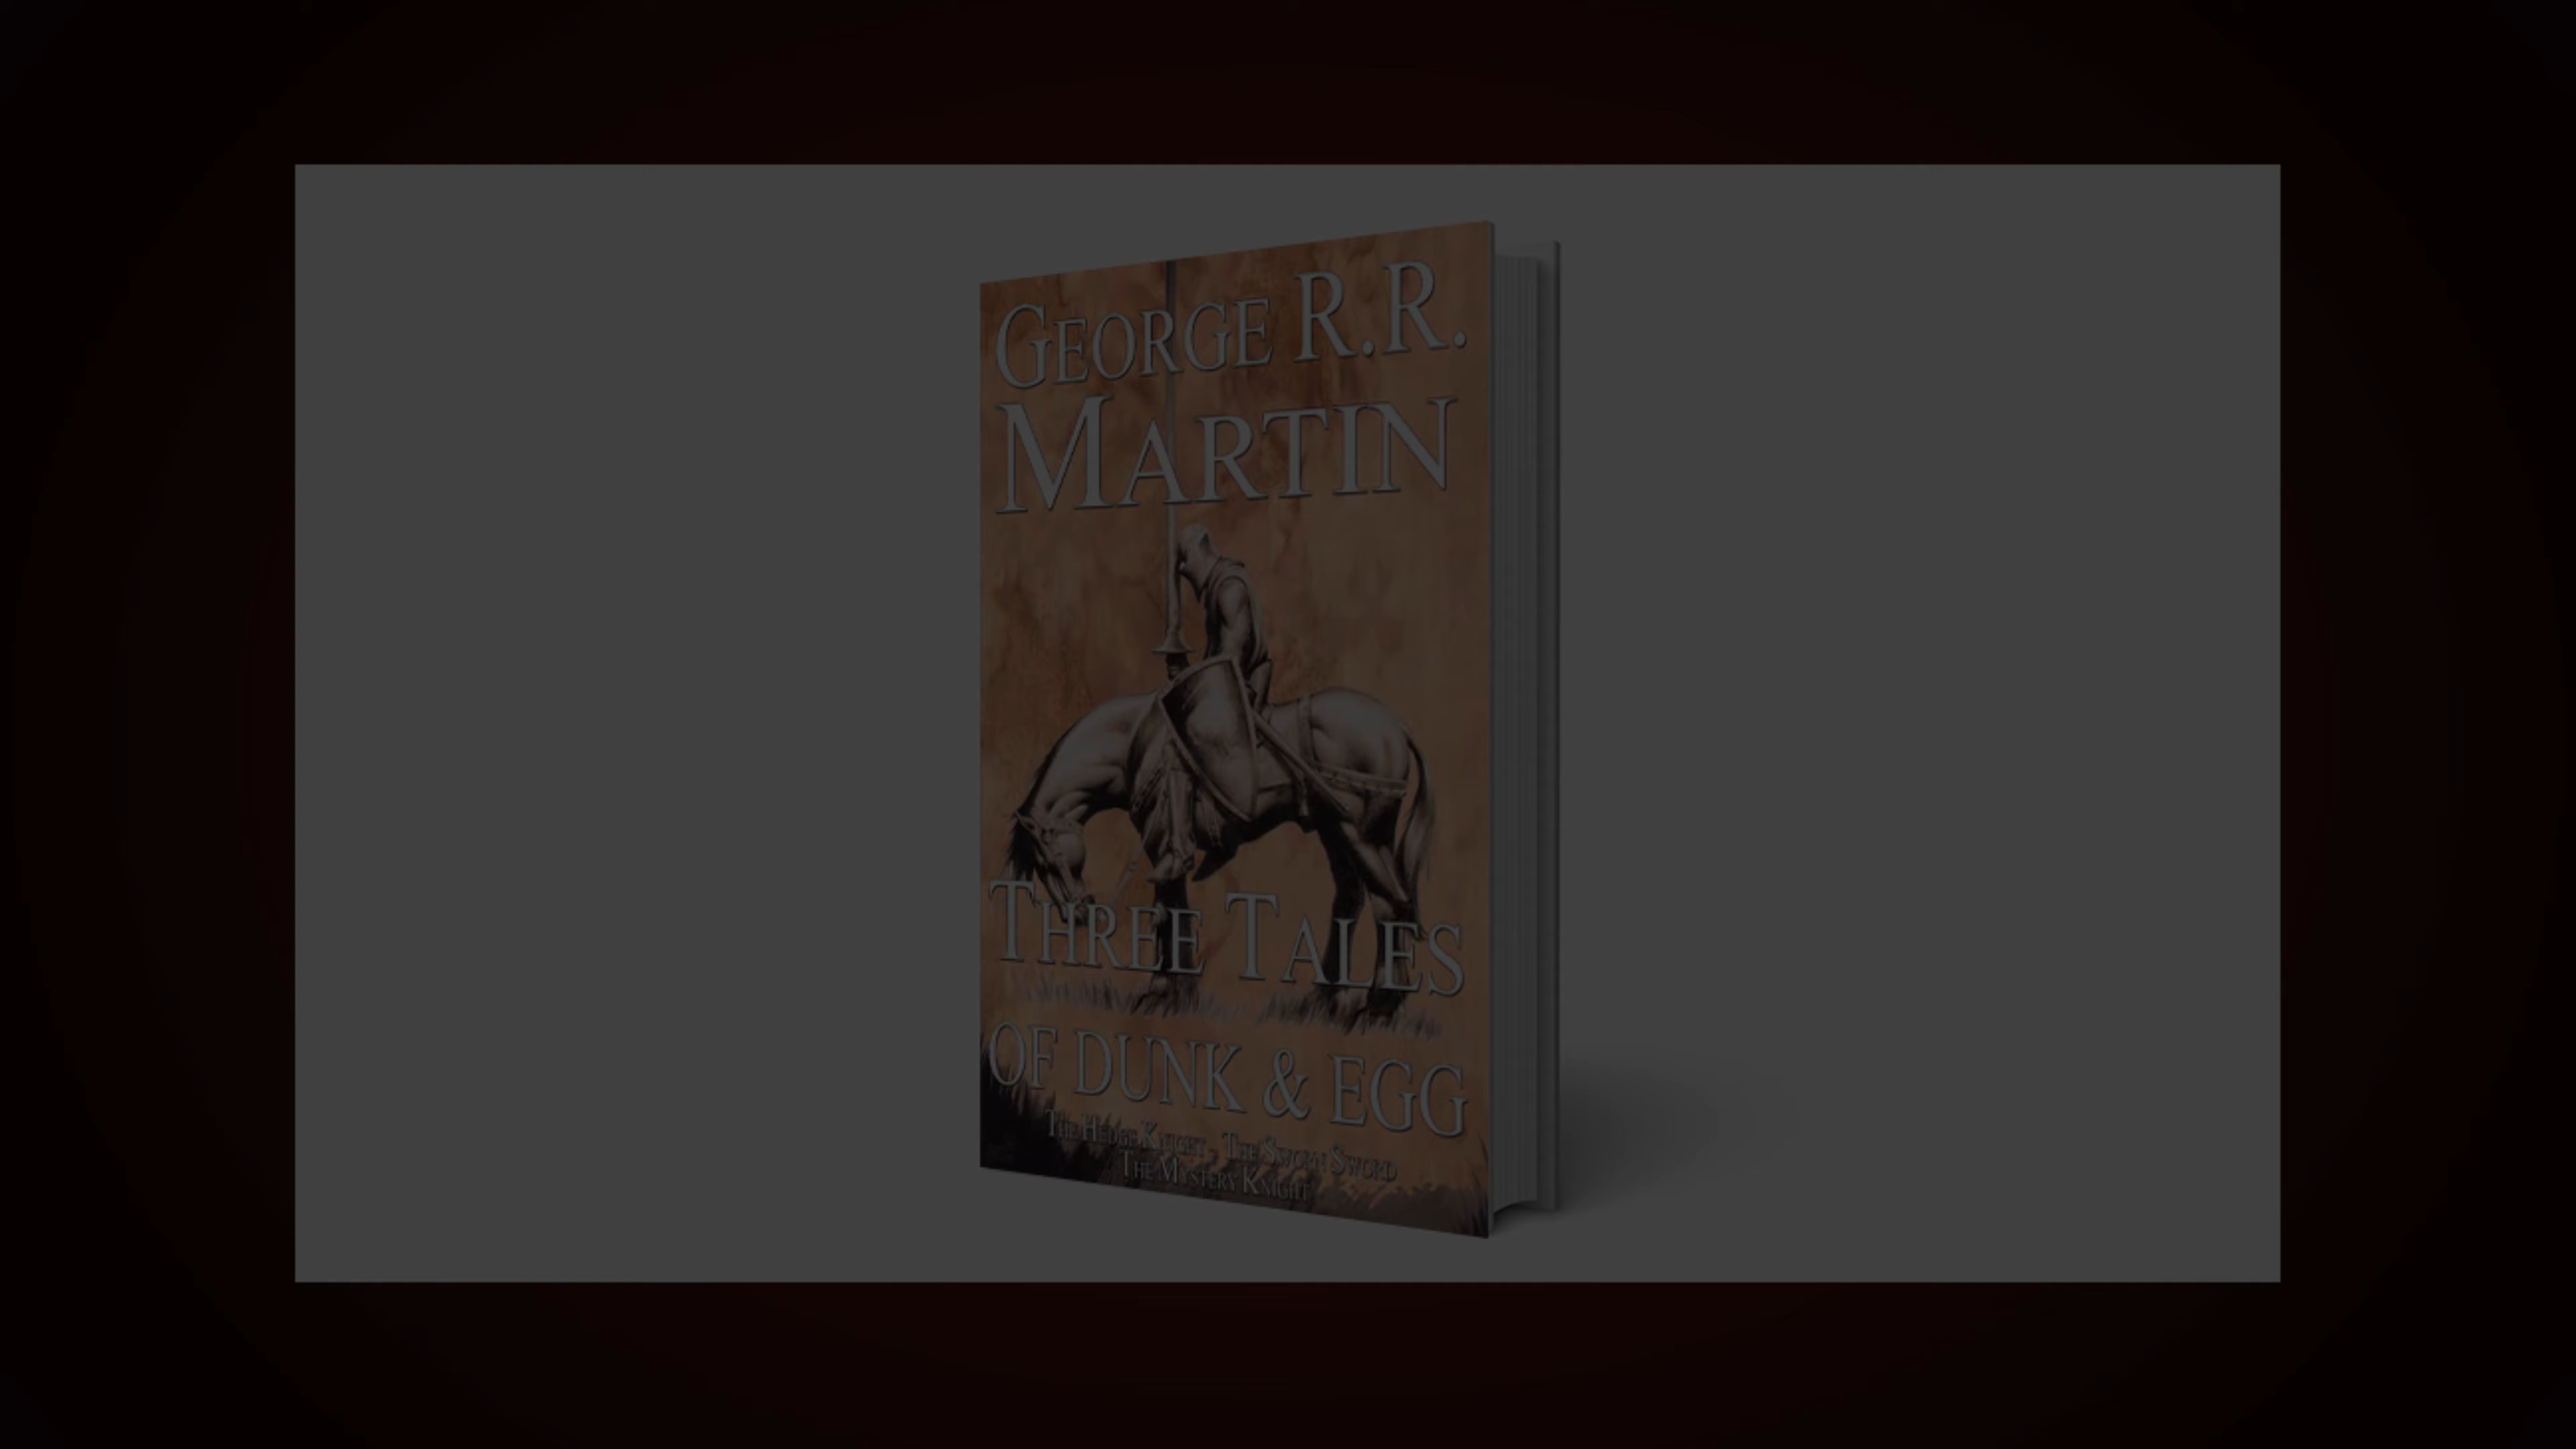 GEORGE R.R.
MARTIN
THREE TALES
OF DUNK & EGG
THE HEDGE KNIGHT - THE SWORN SWORD
THE MYSTERY KNIGHT